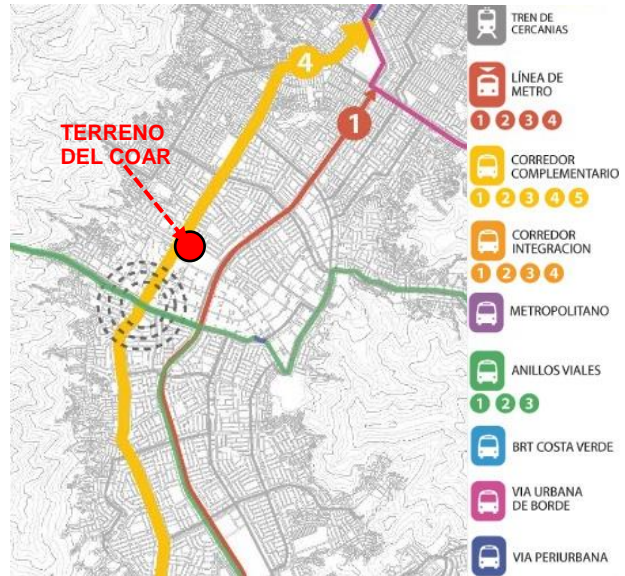 TERRENO
DEL COAR
4
1
TREN DE
CERCANIAS
LÍNEA DE
METRO
1 2 3 4
CORREDOR
COMPLEMENTARIO
1 2 3 4 5
CORREDOR
INTEGRACION
1 2 3 4
METROPOLITANO
ANILLOS VIALES
1 2 3
BRT COSTA VERDE
VIA URBANA
DE BORDE
VIA PERIURBANA